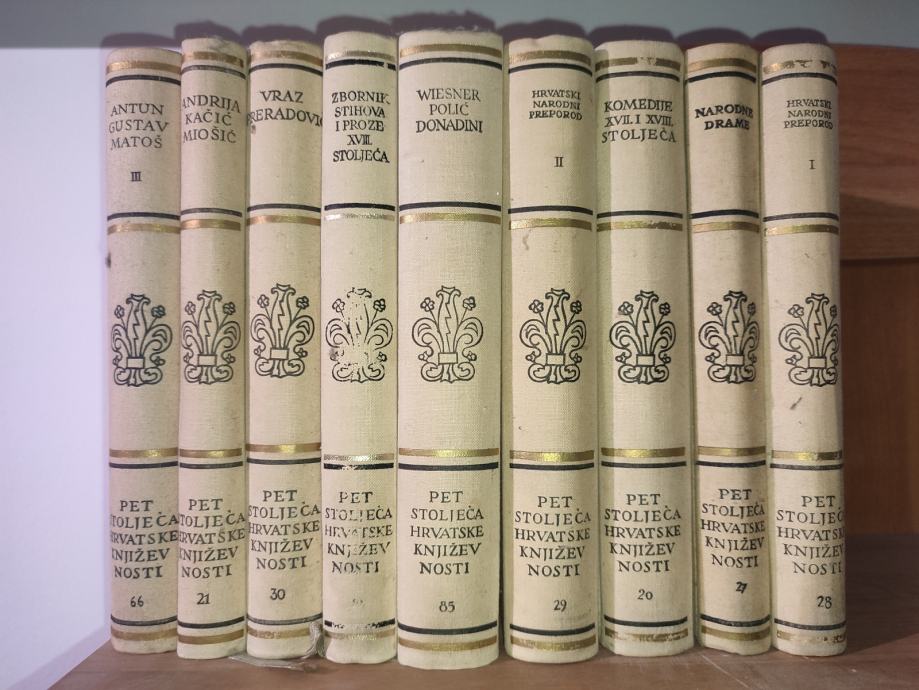 ANTUN
GUSTAV
MATOŠ
III
PET
STOLJEĆA
HRVATSKE
KNJIŽEV
NOSTI
66
ANDRIJA
KAČIĆ
MIOŠIĆ
PET
STOLJEĆA
HRVATSKE
KNJIŽEV
NOSTI
21
VRAZ
PRERADOVIĆ
PET
STOLJEĆA
HRVATSKE
KNJIŽEV
NOSTI
30
ZBORNIK
STIHOVA
I PROZE
XVIII.
STOLJEĆA
PET
STOLJEĆA
HRVATSKE
KNJIŽEV
NOSTI
WIESNER
POLIĆ
DONADINI
PET
STOLJEĆA
HRVATSKE
KNJIŽEV
NOSTI
85
HRVATSKI
NARODNI
PREPOROD
II
PET
STOLJEĆA
HRVATSKE
KNJIŽEV
NOSTI
29
KOMEDIJE
XVII. I XVIII.
STOLJEĆA
PET
STOLJEĆA
HRVATSKE
KNJIŽEV
NOSTI
20
NARODNE
DRAME
PET
STOLJEĆA
HRVATSKE
KNJIŽEV
NOSTI
27
HRVATSKI
NARODNI
PREPOROD
I
PET
STOLJEĆA
HRVATSKE
KNJIŽEV
NOSTI
28